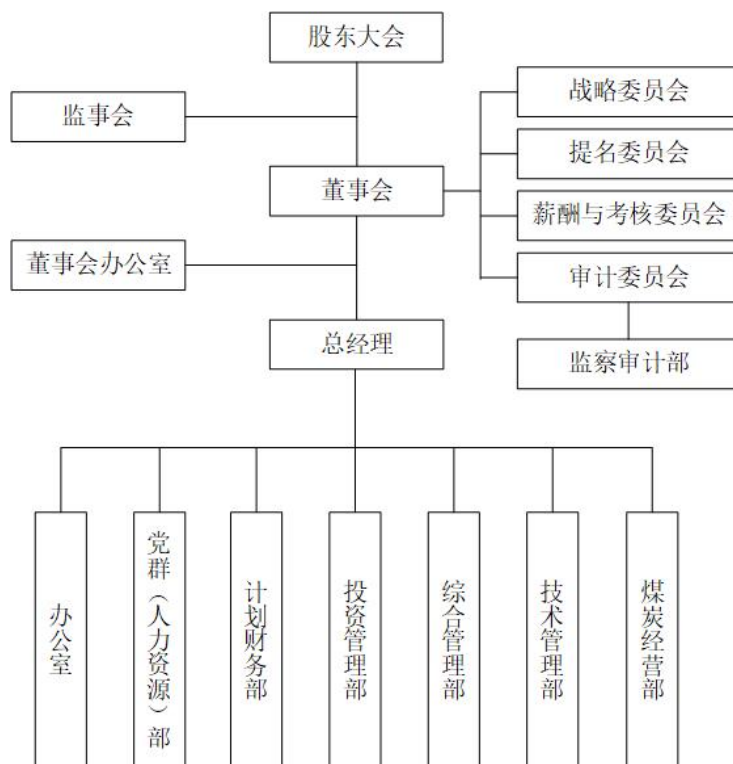 股东大会
战略委员会
监事会
提名委员会
董事会
薪酬与考核委员会
董事会办公室
审计委员会
总经理
监察审计部
办公室
党群（人力资源）部
计划财务部
投资管理部
综合管理部
技术管理部
煤炭经营部